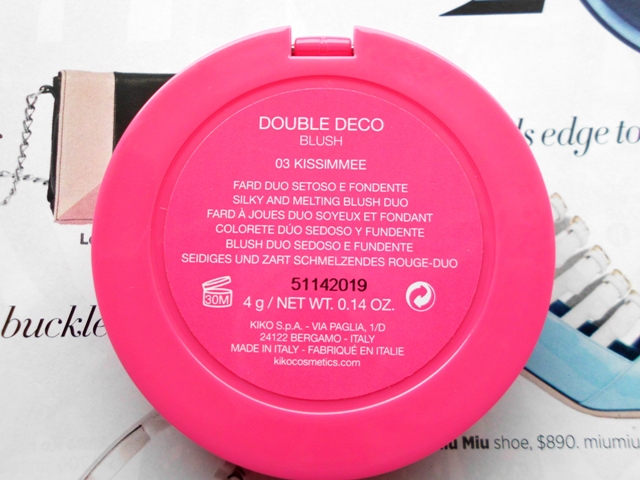 DOUBLE DECO
BLUSH
03 KISSIMMEE
FARD DUO SETOSO E FONDENTE
SILKY AND MELTING BLUSH DUO
FARD À JOUES DUO SOYEUX ET FONDANT
COLORETE DÚO SEDOSO Y FUNDENTE
BLUSH DUO SEDOSO E FUNDENTE
SEIDIGES UND ZART SCHMELZENDES ROUGE-DUO
51142019
30M
4 g / NET WT. 0.14 OZ.
KIKO S.p.A. - VIA PAGLIA, 1/D
24122 BERGAMO - ITALY
MADE IN ITALY - FABRIQUÉ EN ITALIE
kikocosmetics.com
edge to
buckle
Miu shoe, $890. miumiu